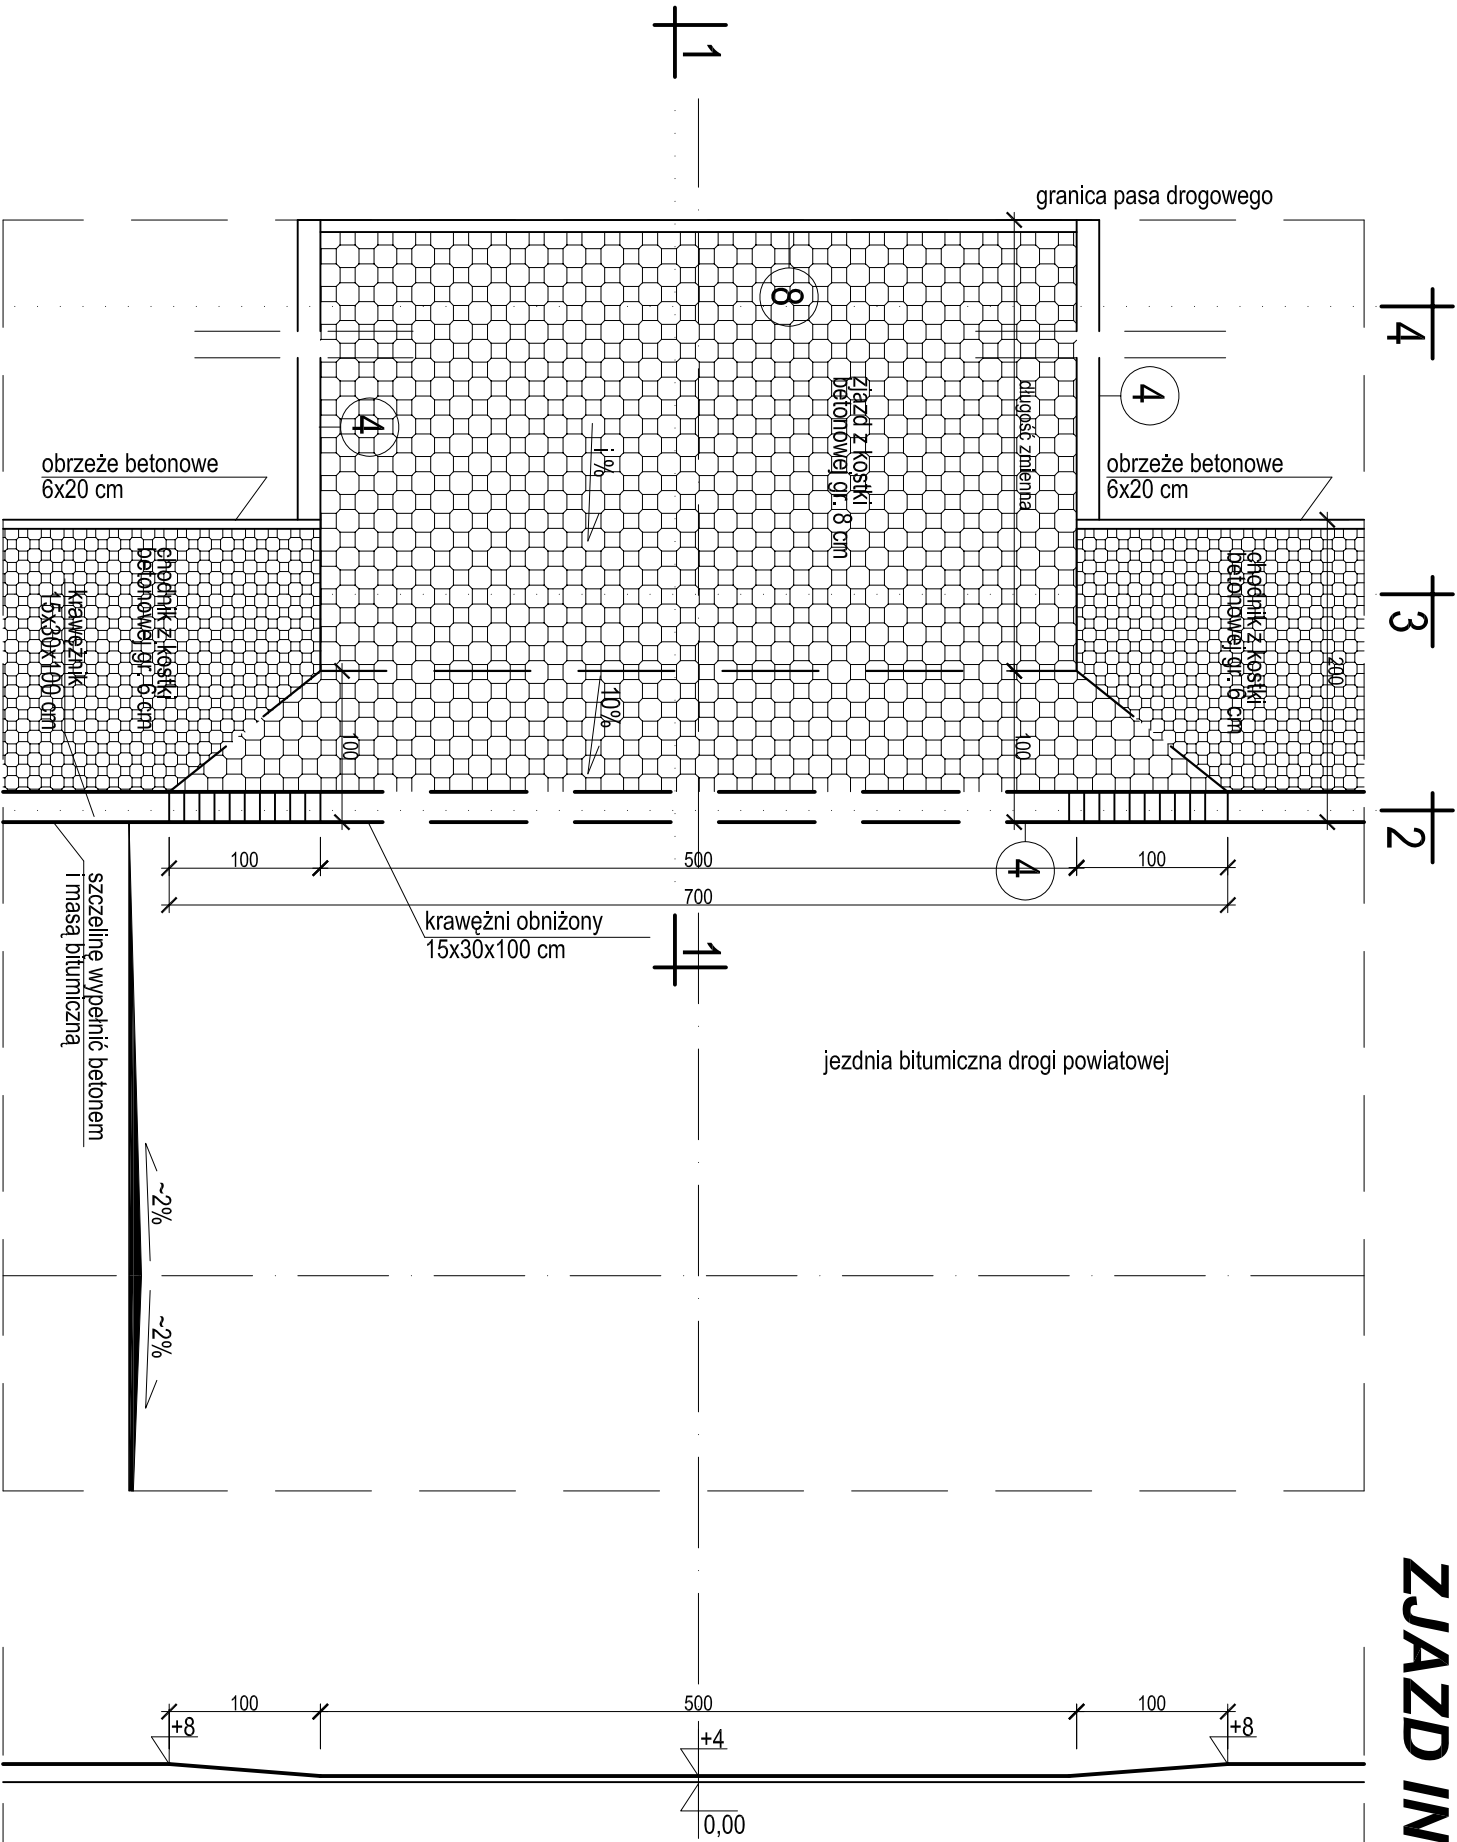 1
granica pasa drogowego
4
8
4
4
długość zmienna
zjazd z kostki
betonowej gr. 8 cm
i%
obrzeże betonowe
6x20 cm
obrzeże betonowe
6x20 cm
3
chodnik z kostki
betonowej gr. 6 cm
krawężnik
15x30x100 cm
chodnik z kostki
betonowej gr. 6 cm
200
10%
100
100
2
4
100
500
100
700
krawężni obniżony
15x30x100 cm
1
szczelinę wypełnić betonem
i masą bitumiczną
jezdnia bitumiczna drogi powiatowej
~2%
~2%
ZJAZD IN
100
500
100
+8
+4
+8
0,00